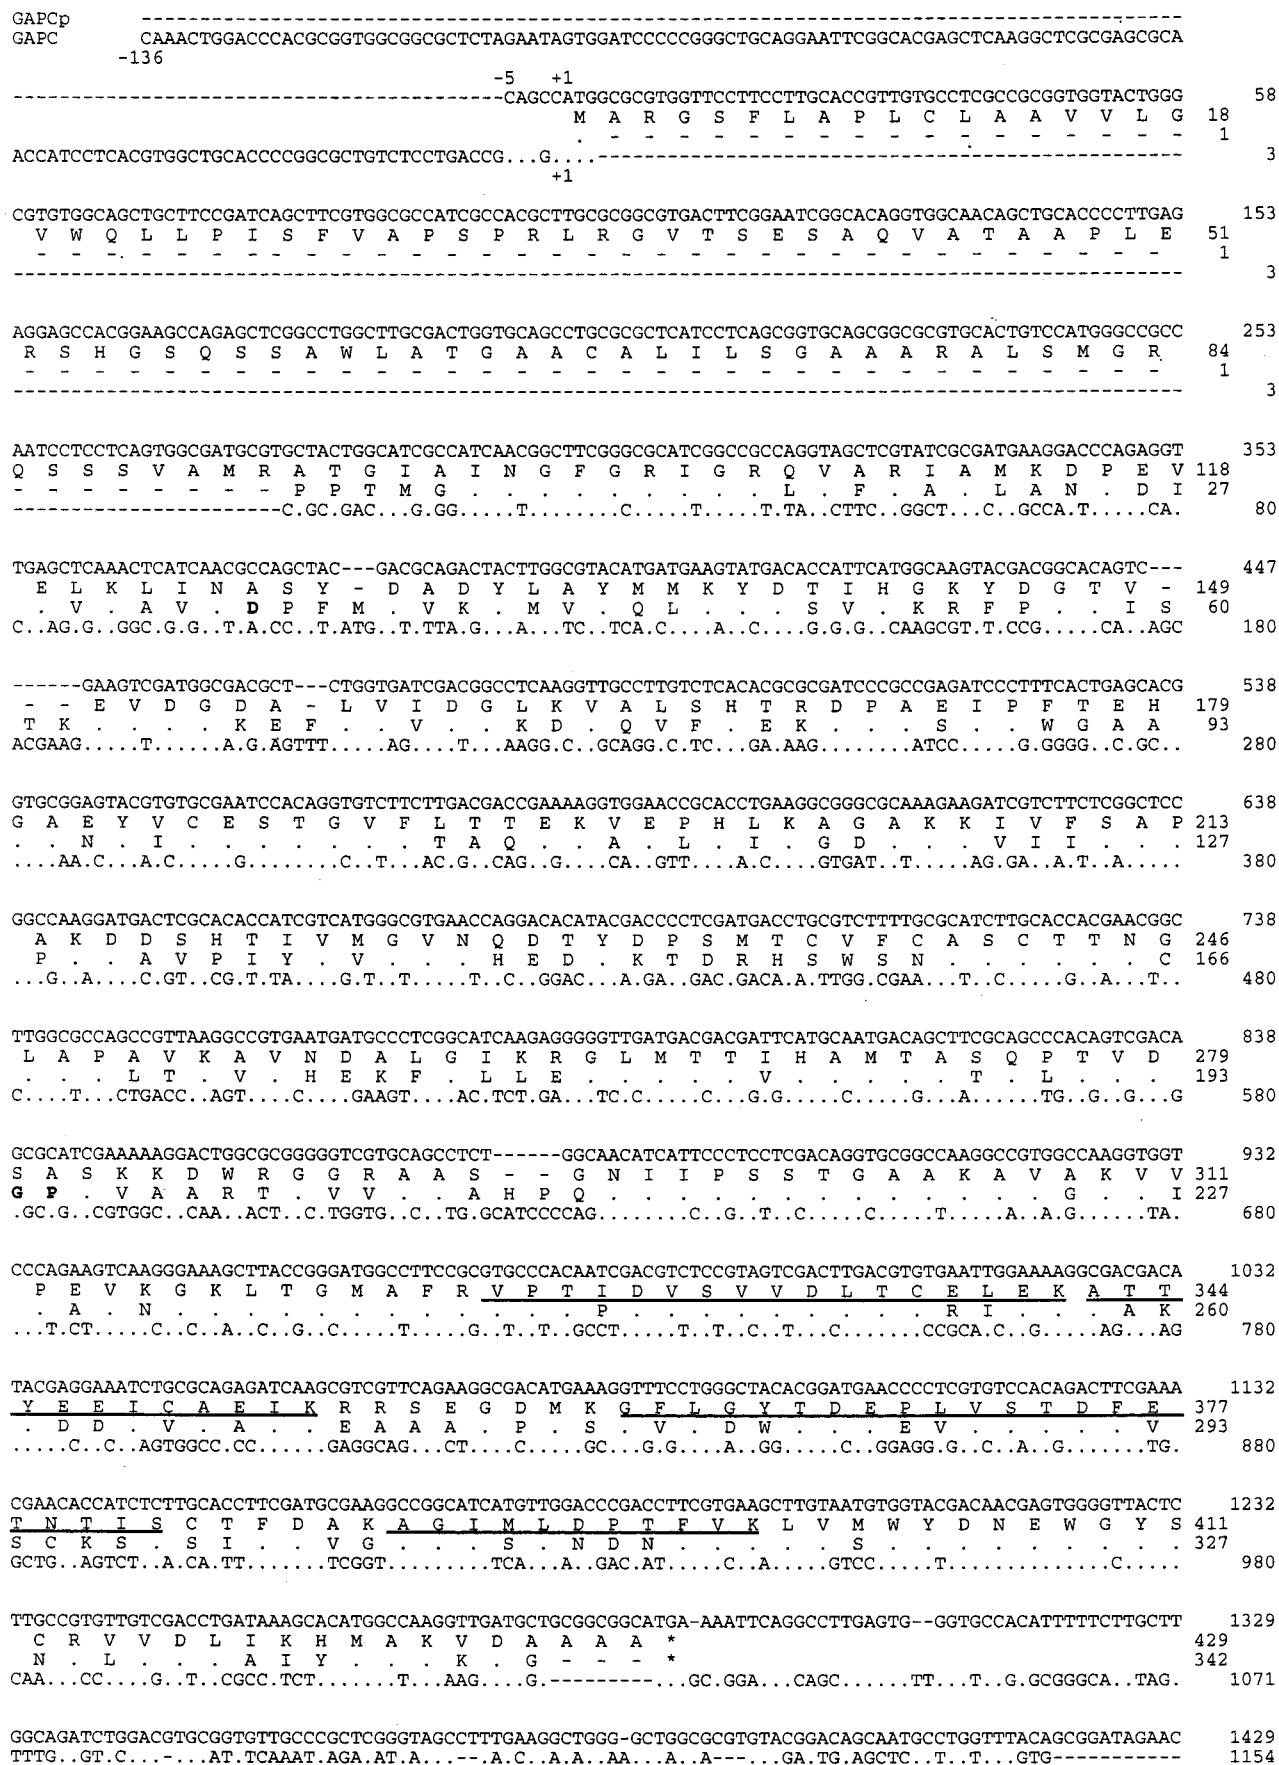 GAPCp ------------------------------------------------------------------------------------------
GAPC CAAACTGGACCCACGCGGTGGCGGCGCTCTAGAATAGTGGATCCCCCGGGCTGCAGGAATTCGGCACGAGCTCAAGGCTCGCGAGCGCA
-136
-5 +1
------------------------------------------CAGCCATGGCGCGTGGTTCCTTCCTTGCACCGTTGTGCCTCGCCGCGGTGGTACTGGG 58
M A R G S F L A P L C L A A V V L G 18
. - - - - - - - - - - - - - - - - - 1
ACCATCCTCACGTGGCTGCACCCCGGCGCTGTCTCCTGACCG...G....-------------------------------------------------- 3
+1
CGTGTGGCAGCTGCTTCCGATCAGCTTCGTGGCGCCATCGCCACGCTTGCGCGGCGTGACTTCGGAATCGGCACAGGTGGCAACAGCTGCACCCCTTGAG 153
V W Q L L P I S F V A P S P R L R G V T S E S A Q V A T A A P L E 51
- - - - - - - - - - - - - - - - - - - - - - - - - - - - - - - - - 1
---------------------------------------------------------------------------------------------------- 3
AGGAGCCACGGAAGCCAGAGCTCGGCCTGGCTTGCGACTGGTGCAGCCTGCGCGCTCATCCTCAGCGGTGCAGCGGCGCGTGCACTGTCCATGGGCCGCC 253
R S H G S Q S S A W L A T G A A C A L I L S G A A A R A L S M G R 84
- - - - - - - - - - - - - - - - - - - - - - - - - - - - - - - - - 1
---------------------------------------------------------------------------------------------------- 3
AATCCTCCTCAGTGGCGATGCGTGCTACTGGCATCGCCATCAACGGCTTCGGGCGCATCGGCCGCCAGGTAGCTCGTATCGCGATGAAGGACCCAGAGGT 353
Q S S S V A M R A T G I A I N G F G R I G R Q V A R I A M K D P E V 118
- - - - - - - - P P T M G . . . . . . . . . L . F . A . L A N . D I 27
-----------------------C.GC.GAC...G.GG.....T........C.....T.....T.TA..CTTC..GGCT...C..GCCA.T.....CA. 80
TGAGCTCAAACTCATCAACGCCAGCTAC---GACGCAGACTACTTGGCGTACATGATGAAGTATGACACCATTCATGGCAAGTACGACGGCACAGTC--- 447
E L K L I N A S Y - D A D Y L A Y M M K Y D T I H G K Y D G T V - 149
. V . A V . D P F M . V K . M V . Q L . . . S V . K R F P . . I S 60
C..AG.G..GGC.G.G..T.A.CC..T.ATG..T.TTA.G...A...TC..TCA.C....A..C....G.G.G..CAAGCGT.T.CCG.....CA..AGC 180
------GAAGTCGATGGCGACGCT---CTGGTGATCGACGGCCTCAAGGTTGCCTTGTCTCACACGCGCGATCCCGCCGAGATCCCTTTCACTGAGCACG 538
- - E V D G D A - L V I D G L K V A L S H T R D P A E I P F T E H 179
T K . . . . K E F . . V . . K D . Q V F . E K . . . S . . W G A A 93
ACGAAG.....T......A.G.AGTTT.....AG....T...AAGG.C..GCAGG.C.TC...GA.AAG........ATCC.....G.GGGG..C.GC.. 280
GTGCGGAGTACGTGTGCGAATCCACAGGTGTCTTCTTGACGACCGAAAAGGTGGAACCGCACCTGAAGGCGGGCGCAAAGAAGATCGTCTTCTCGGCTCC 638
G A E Y V C E S T G V F L T T E K V E P H L K A G A K K I V F S A P 213
. . N . I . . . . . . . T A Q . . A . L . I . G D . . . V I I . . . 127
....AA.C...A.C.....G........C..T...AC.G..CAG..G....CA..GTT....A.C....GTGAT..T.....AG.GA..A.T..A..... 380
GGCCAAGGATGACTCGCACACCATCGTCATGGGCGTGAACCAGGACACATACGACCCCTCGATGACCTGCGTCTTTTGCGCATCTTGCACCACGAACGGC 738
A K D D S H T I V M G V N Q D T Y D P S M T C V F C A S C T T N G 246
P . . A V P I Y . V . . . H E D . K T D R H S W S N . . . . . . C 166
...G..A....C.GT..CG.T.TA....G.T..T.....T..C..GGAC...A.GA..GAC.GACA.A.TTGG.CGAA...T..C.....G..A...T.. 480
TTGGCGCCAGCCGTTAAGGCCGTGAATGATGCCCTCGGCATCAAGAGGGGGTTGATGACGACGATTCATGCAATGACAGCTTCGCAGCCCACAGTCGACA 838
L A P A V K A V N D A L G I K R G L M T T I H A M T A S Q P T V D 279
. . . L T . V . H E K F . L L E . . . . . V . . . . . T . L . . . 193
C....T...CTGACC..AGT....C....GAAGT....AC.TCT.GA...TC.C.....C...G.G.....C.....G...A......TG..G..G...G 580
GCGCATCGAAAAAGGACTGGCGCGGGGGTCGTGCAGCCTCT------GGCAACATCATTCCCTCCTCGACAGGTGCGGCCAAGGCCGTGGCCAAGGTGGT 932
S A S K K D W R G G R A A S - - G N I I P S S T G A A K A V A K V V 311
G P . V A A R T . V V . . A H P Q . . . . . . . . . . . . . G . . I 227
.GC.G..CGTGGC..CAA..ACT..C.TGGTG..C..TG.GCATCCCCAG........C..G..T..C.....C.....T.....A..A.G......TA. 680
CCCAGAAGTCAAGGGAAAGCTTACCGGGATGGCCTTCCGCGTGCCCACAATCGACGTCTCCGTAGTCGACTTGACGTGTGAATTGGAAAAGGCGACGACA 1032
P E V K G K L T G M A F R V P T I D V S V V D L T C E L E K A T T 344
. A . N . . . . . . . . . . . . P . . . . . . . . . R I . . . A K 260
...T.CT.....C..C..A..C..G..C.....T.....G..T..T..GCCT.....T..T..C..T...C.......CCGCA.C..G.....AG...AG 780
TACGAGGAAATCTGCGCAGAGATCAAGCGTCGTTCAGAAGGCGACATGAAAGGTTTCCTGGGCTACACGGATGAACCCCTCGTGTCCACAGACTTCGAAA 1132
Y E E I C A E I K R R S E G D M K G F L G Y T D E P L V S T D F E 377
. D D . V . A . . E A A A . P . S . V . D W . . E V . . . . . V 293
.....C..C..AGTGGCC.CC......GAGGCAG...CT....C.....GC...G.G....A..GG.....C..GGAGG.G..C..A..G.......TG. 880
CGAACACCATCTCTTGCACCTTCGATGCGAAGGCCGGCATCATGTTGGACCCGACCTTCGTGAAGCTTGTAATGTGGTACGACAACGAGTGGGGTTACTC 1232
T N T I S C T F D A K A G I M L D P T F V K L V M W Y D N E W G Y S 411
S C K S . S I . . V G . . . S . N D N . . . . . S . . . . . . . . . 327
GCTG..AGTCT..A.CA.TT.......TCGGT........TCA...A..GAC.AT.....C..A.....GTCC....T..............C..... 980
TTGCCGTGTTGTCGACCTGATAAAGCACATGGCCAAGGTTGATGCTGCGGCGGCATGA-AAATTCAGGCCTTGAGTG--GGTGCCACATTTTTCTTGCTT 1329
C R V V D L I K H M A K V D A A A A * 429
N . L . . . A I Y . . . K . G - - - * 342
CAA...CC....G..T..CGCC.TCT.......T...AAG....G.---------...GC.GGA...CAGC......TT...T..G.GCGGGCA..TAG. 1071
GGCAGATCTGGACGTGCGGTGTTGCCCGCTCGGGTAGCCTTTGAAGGCTGGG-GCTGGCGCGTGTACGGACAGCAATGCCTGGTTTACAGCGGATAGAAC 1429
TTTG..GT.C...-...AT.TCAAAT.AGA.AT.A...--..A.C..A.A..AA...A..A---...GA.TG.AGCTC..T..T...GTG----------- 1154